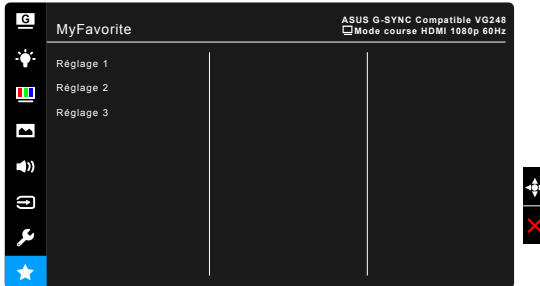 G
MyFavorite
ASUS G-SYNC Compatible VG248
Mode course HDMI 1080p 60Hz
Réglage 1
Réglage 2
Réglage 3